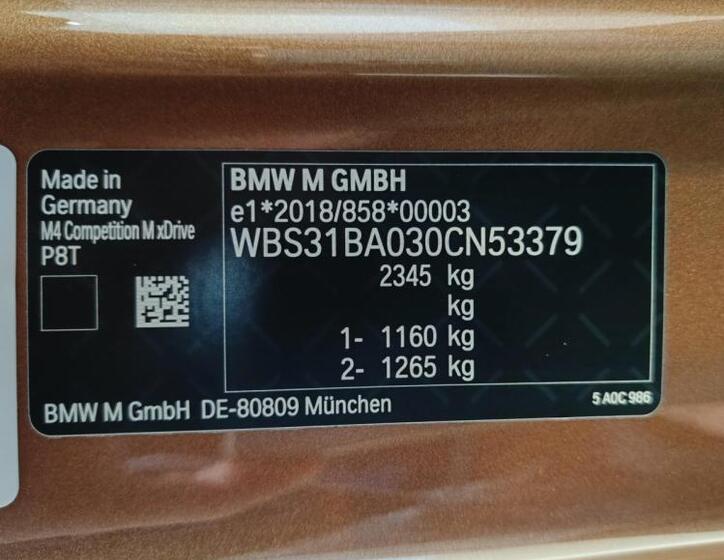 Made in
Germany
M4 Competition M xDrive
P8T
BMW M GMBH
e1*2018/858*00003
WBS31BA030CN53379
2345 kg
kg
1- 1160 kg
2- 1265 kg
BMW M GmbH DE-80809 München
5 A0C 986